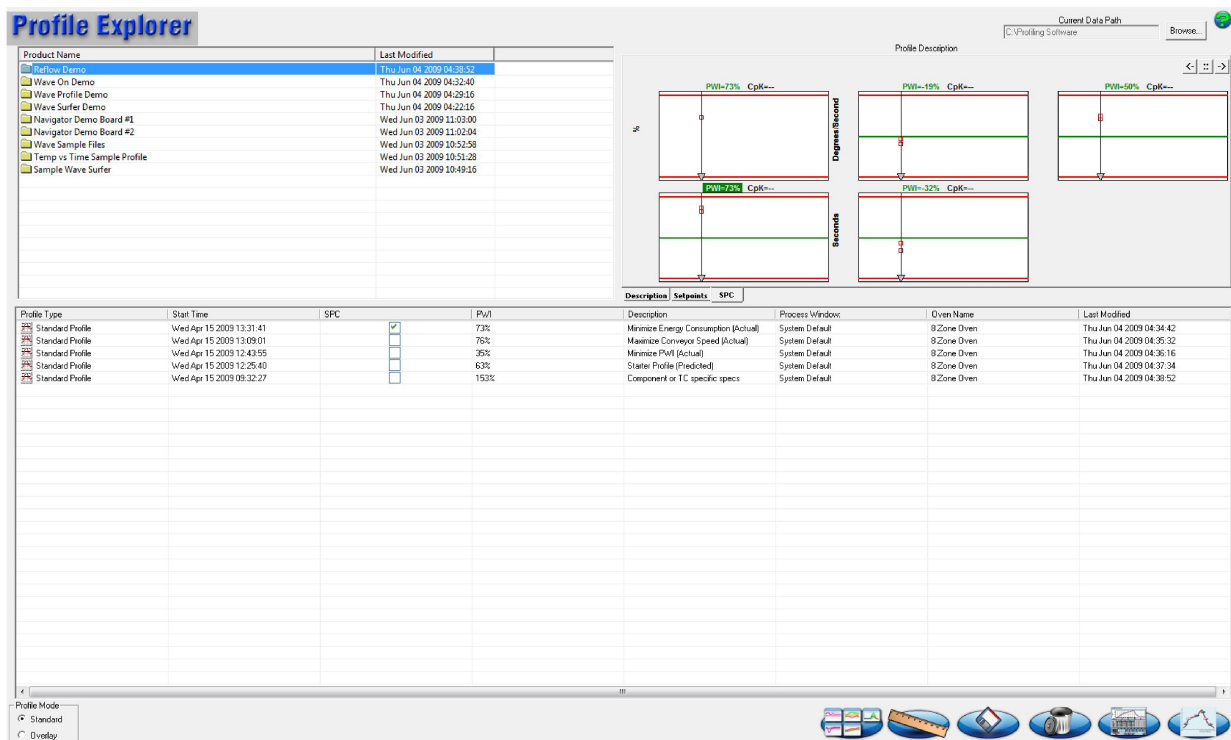 Profile Explorer
Current Data Path
C:\Profiling Software
Browse...
Product Name Last Modified
Reflow Demo Thu Jun 04 2009 04:38:52
Wave On Demo Thu Jun 04 2009 04:32:40
Wave Profile Demo Thu Jun 04 2009 04:29:16
Wave Surfer Demo Thu Jun 04 2009 04:22:16
Navigator Demo Board #1 Wed Jun 03 2009 11:03:00
Navigator Demo Board #2 Wed Jun 03 2009 11:02:04
Wave Sample Files Wed Jun 03 2009 10:52:58
Temp vs Time Sample Profile Wed Jun 03 2009 10:51:28
Sample Wave Surfer Wed Jun 03 2009 10:49:16
Profile Description
<- :: ->
PWI=73% CpK=--
PWI=-19% CpK=--
PWI=50% CpK=--
%
Degrees/Second
PWI=73% CpK=--
PWI=-32% CpK=--
Seconds
Description Setpoints SPC
Profile Type Start Time SPC PWI Description Process Window: Oven Name Last Modified
Standard Profile Wed Apr 15 2009 13:31:41 73% Minimize Energy Consumption (Actual) System Default 8 Zone Oven Thu Jun 04 2009 04:34:42
Standard Profile Wed Apr 15 2009 13:09:01 76% Maximize Conveyor Speed (Actual) System Default 8 Zone Oven Thu Jun 04 2009 04:35:32
Standard Profile Wed Apr 15 2009 12:43:55 35% Minimize PWI (Actual) System Default 8 Zone Oven Thu Jun 04 2009 04:36:16
Standard Profile Wed Apr 15 2009 12:25:40 63% Starter Profile (Predicted) System Default 8 Zone Oven Thu Jun 04 2009 04:37:34
Standard Profile Wed Apr 15 2009 09:32:27 153% Component or TC specific specs System Default 8 Zone Oven Thu Jun 04 2009 04:38:52
Profile Mode
Standard
Overlay